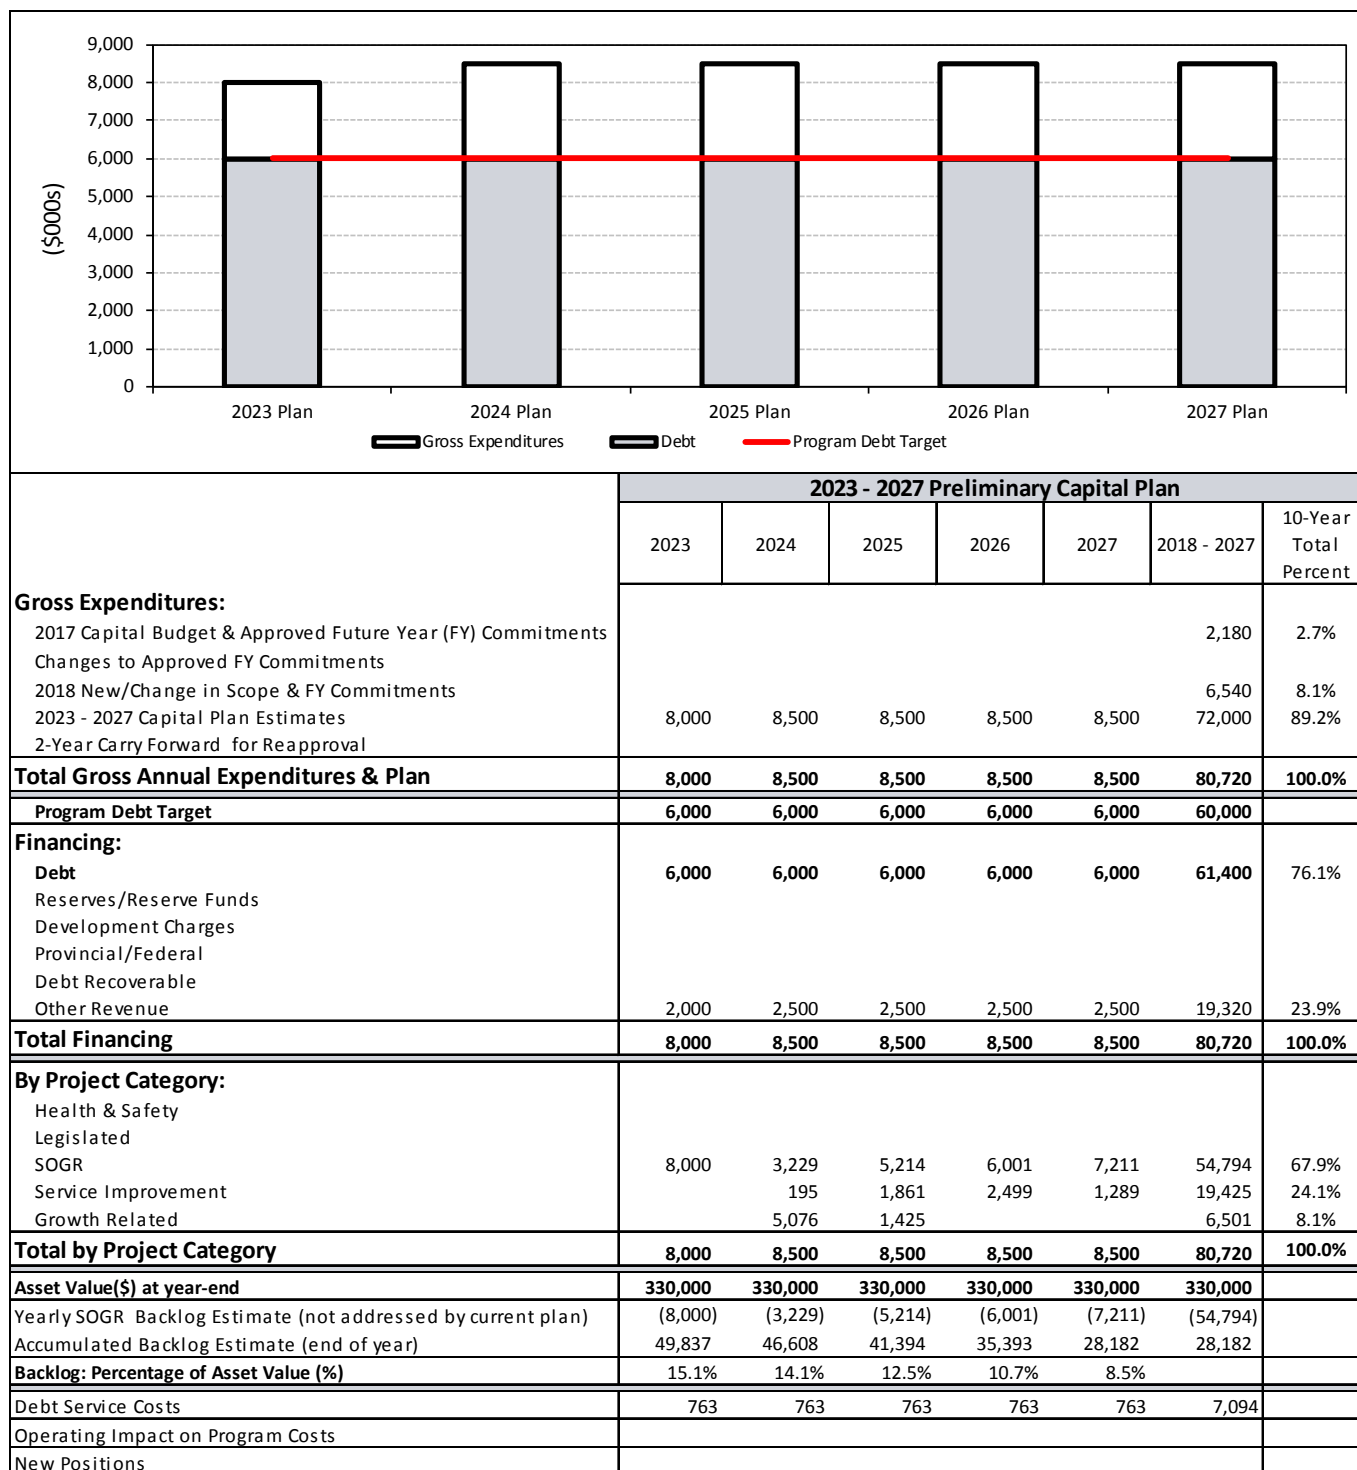 9,000
8,000
7,000
6,000
5,000
4,000
3,000
2,000
1,000
0
($000s)
2023 Plan 2024 Plan 2025 Plan 2026 Plan 2027 Plan
Gross Expenditures Debt Program Debt Target
2023 - 2027 Preliminary Capital Plan
2023 2024 2025 2026 2027 2018 - 2027 10-Year Total Percent
Gross Expenditures:
2017 Capital Budget & Approved Future Year (FY) Commitments 2,180 2.7%
Changes to Approved FY Commitments
2018 New/Change in Scope & FY Commitments 6,540 8.1%
2023 - 2027 Capital Plan Estimates 8,000 8,500 8,500 8,500 8,500 72,000 89.2%
2-Year Carry Forward for Reapproval
Total Gross Annual Expenditures & Plan 8,000 8,500 8,500 8,500 8,500 80,720 100.0%
Program Debt Target 6,000 6,000 6,000 6,000 6,000 60,000
Financing:
Debt 6,000 6,000 6,000 6,000 6,000 61,400 76.1%
Reserves/Reserve Funds
Development Charges
Provincial/Federal
Debt Recoverable
Other Revenue 2,000 2,500 2,500 2,500 2,500 19,320 23.9%
Total Financing 8,000 8,500 8,500 8,500 8,500 80,720 100.0%
By Project Category:
Health & Safety
Legislated
SOGR 8,000 3,229 5,214 6,001 7,211 54,794 67.9%
Service Improvement 195 1,861 2,499 1,289 19,425 24.1%
Growth Related 5,076 1,425 6,501 8.1%
Total by Project Category 8,000 8,500 8,500 8,500 8,500 80,720 100.0%
Asset Value($) at year-end 330,000 330,000 330,000 330,000 330,000 330,000
Yearly SOGR Backlog Estimate (not addressed by current plan) (8,000) (3,229) (5,214) (6,001) (7,211) (54,794)
Accumulated Backlog Estimate (end of year) 49,837 46,608 41,394 35,393 28,182 28,182
Backlog: Percentage of Asset Value (%) 15.1% 14.1% 12.5% 10.7% 8.5%
Debt Service Costs 763 763 763 763 763 7,094
Operating Impact on Program Costs
New Positions